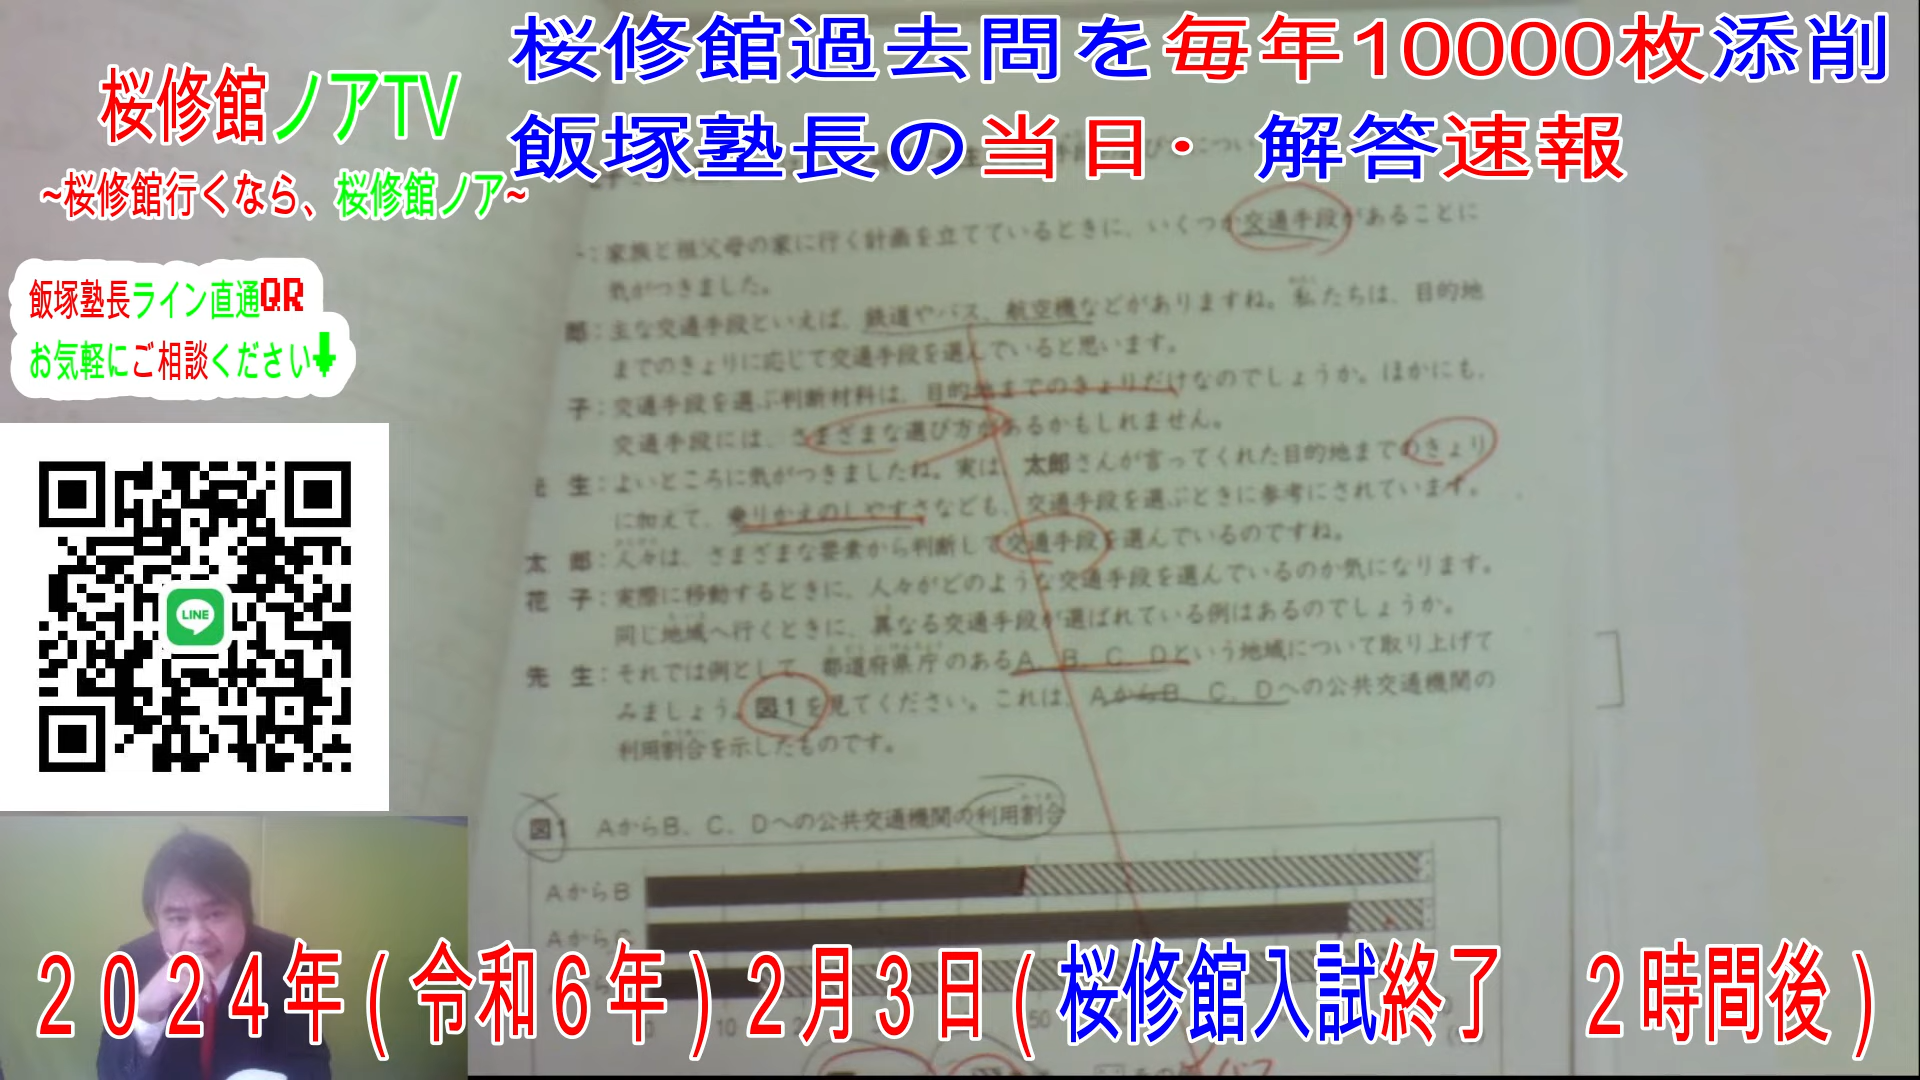 桜修館過去問を毎年10000枚添削
飯塚塾長の当日・解答速報
桜修館ノアTV
~桜修館行くなら、桜修館ノア~
飯塚塾長ライン直通QR
お気軽にご相談ください
LINE
：家族と祖父母の家に行く計画を立てているときに、いくつか交通手段があることに
気がつきました。
郎：主な交通手段といえば、鉄道やバス、航空機などがありますね。私たちは、目的地
までのきょりに応じて交通手段を選んでいると思います。
子：交通手段を選ぶ判断材料は、目的地までのきょりだけなのでしょうか。ほかにも、
交通手段には、さまざまな選び方があるかもしれません。
生：よいところに気がつきましたね。実は、太郎さんが言ってくれた目的地までのきょり
に加えて、乗りかえのしやすさなども、交通手段を選ぶときに参考にされています。
太　郎：人々は、さまざまな要素から判断して交通手段を選んでいるのですね。
花　子：実際に移動するときに、人々がどのような交通手段を選んでいるのか気になります。
同じ地域へ行くときに、異なる交通手段が選ばれている例はあるのでしょうか。
先　生：それでは例として、都道府県庁のあるA、B、C、Dという地域について取り上げて
みましょう。図1を見てください。これは、AからB、C、Dへの公共交通機関の
利用割合を示したものです。
図1　AからB、C、Dへの公共交通機関の利用割合
AからB
AからC
2024年(令和6年)2月3日(桜修館入試終了　2時間後)
10
50